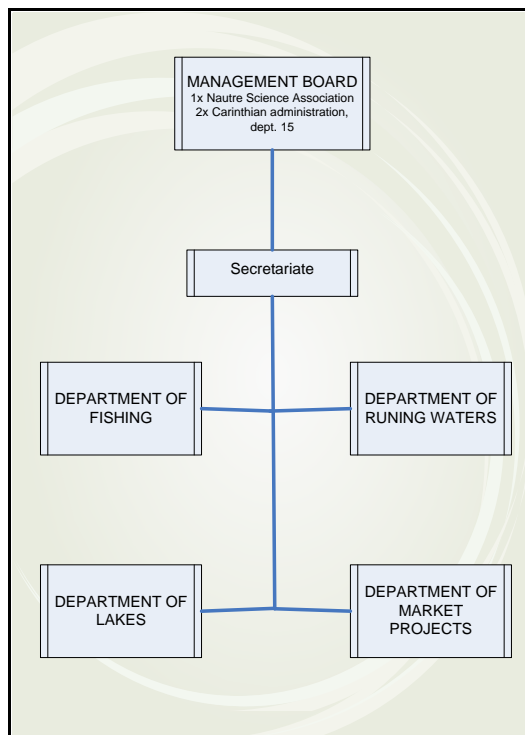 MANAGEMENT BOARD
1x Nautre Science Association
2x Carinthian administration,
dept. 15
Secretariate
DEPARTMENT OF
FISHING
DEPARTMENT OF
RUNING WATERS
DEPARTMENT OF
LAKES
DEPARTMENT OF
MARKET
PROJECTS